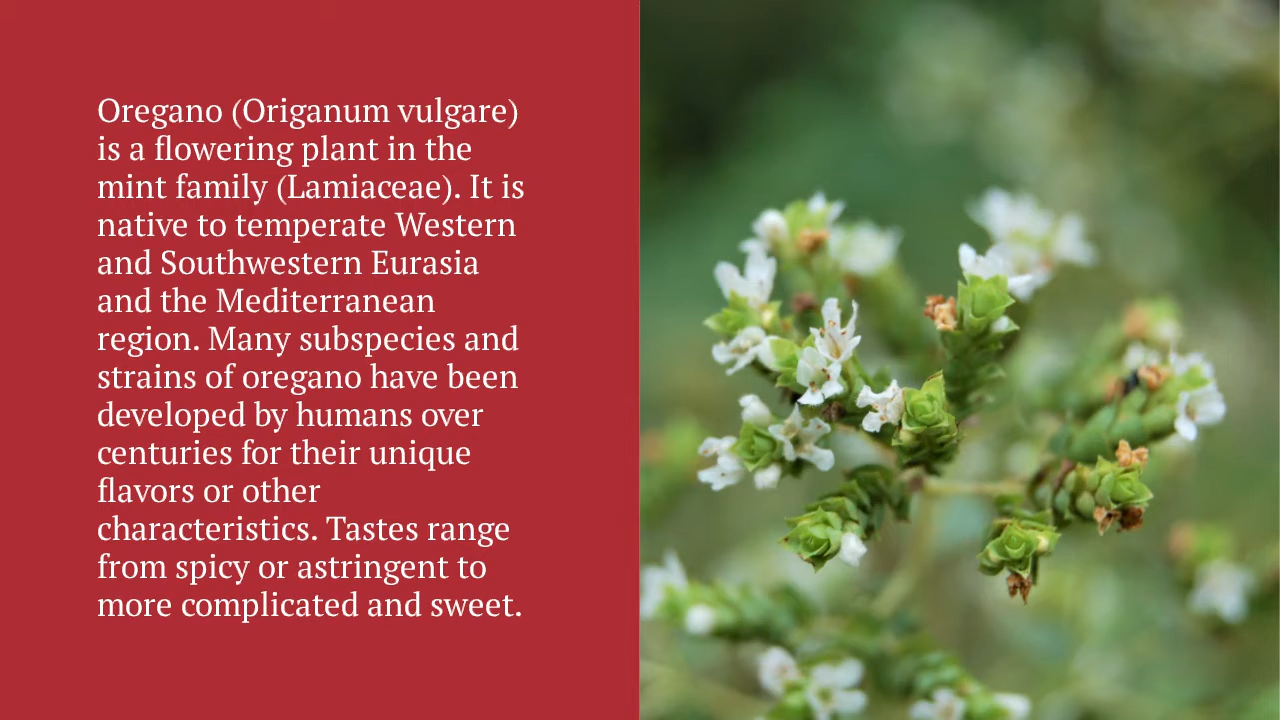 Oregano (Origanum vulgare)
is a flowering plant in the
mint family (Lamiaceae). It is
native to temperate Western
and Southwestern Eurasia
and the Mediterranean
region. Many subspecies and
strains of oregano have been
developed by humans over
centuries for their unique
flavors or other
characteristics. Tastes range
from spicy or astringent to
more complicated and sweet.